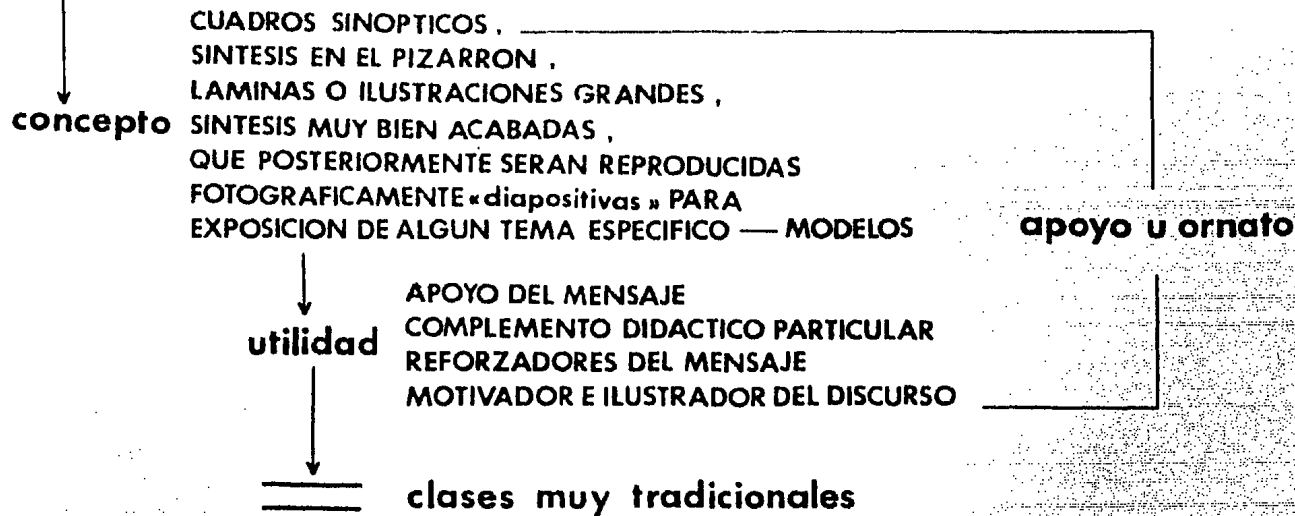 CUADROS SINOPTICOS ,
SINTESIS EN EL PIZARRON ,
LAMINAS O ILUSTRACIONES GRANDES ,
concepto SINTESIS MUY BIEN ACABADAS ,
QUE POSTERIORMENTE SERAN REPRODUCIDAS
FOTOGRAFICAMENTE «diapositivas» PARA
EXPOSICION DE ALGUN TEMA ESPECIFICO — MODELOS
apoyo u ornato
APOYO DEL MENSAJE
utilidad COMPLEMENTO DIDACTICO PARTICULAR
REFORZADORES DEL MENSAJE
MOTIVADOR E ILUSTRADOR DEL DISCURSO
clases muy tradicionales